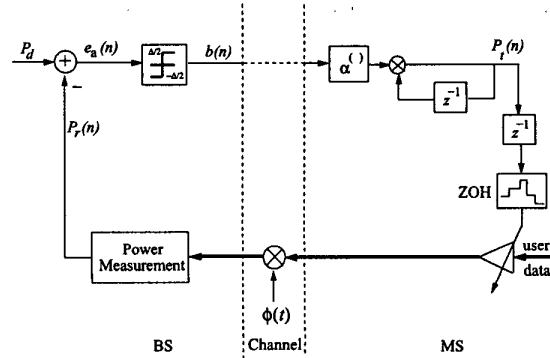 P_d
e_a(n)
Δ/2
−Δ/2
b(n)
α^( )
P_t(n)
z^−1
z^−1
+
−
P_r(n)
ZOH
Power
Measurement
user
data
ϕ(t)
BS
Channel
MS